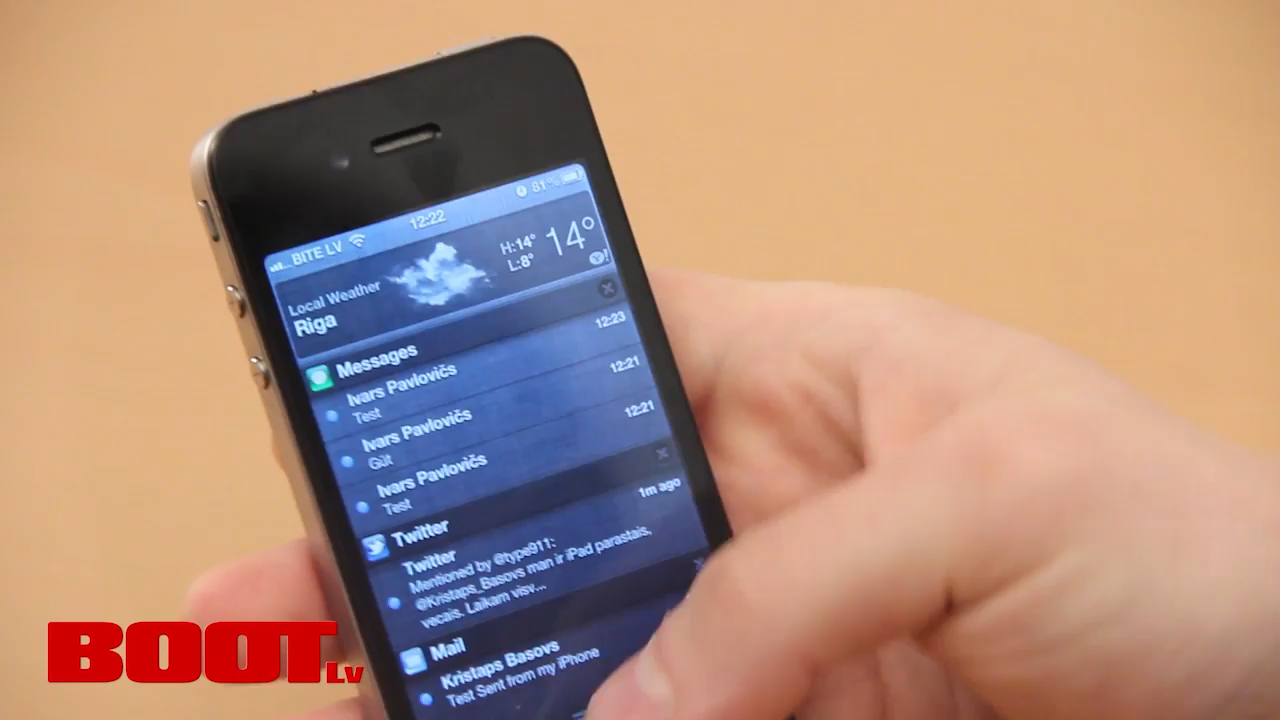 BITE LV 12:22 81%
Local Weather
Riga
H:14°
L:8°
14°
Messages
Ivars Pavlovičs 12:23
Test
Ivars Pavlovičs 12:21
Gūt
Ivars Pavlovičs 12:21
Test
Twitter
Twitter 1m ago
Mentioned by @type911:
@Kristaps_Basovs man ir iPad parastais,
vecais. Laikam visv...
Mail
Kristaps Basovs
Test Sent from my iPhone
BOOT.LV